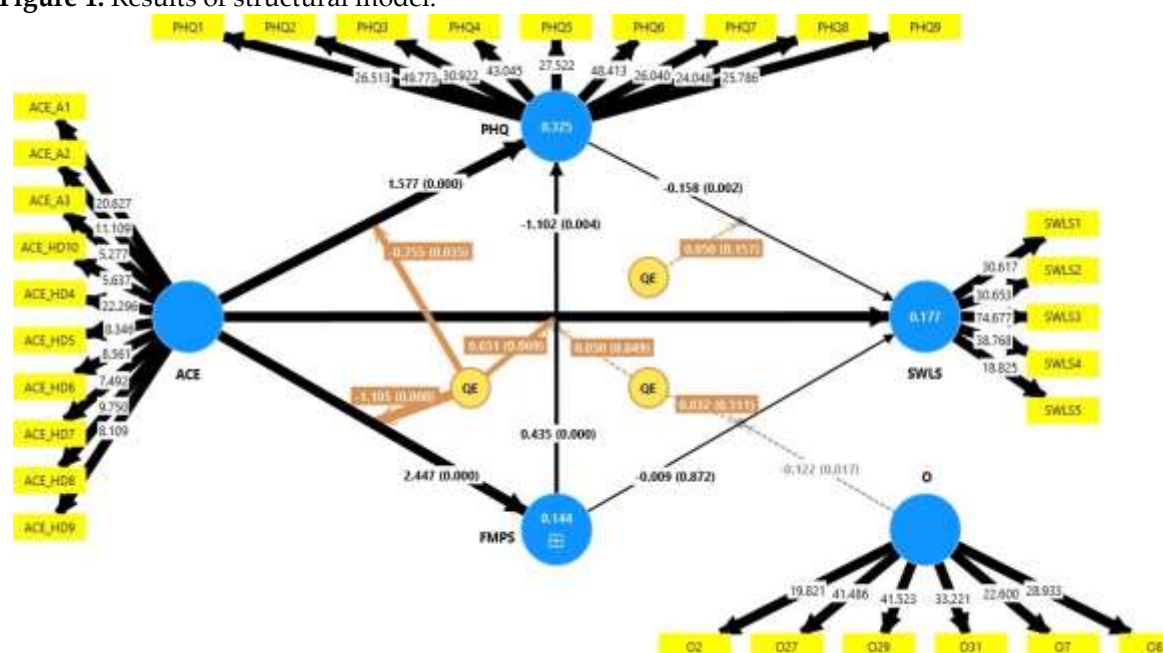 Figure 1. Results of structural model.
PHQ1 PHQ2 PHQ3 PHQ4 PHQ5 PHQ6 PHQ7 PHQ8 PHQ9
26.513 49.773 30.922 43.045 27.522 48.413 26.040 24.048 25.786
PHQ
0.325
ACE_A1
ACE_A2
ACE_A3
ACE_HD10
ACE_HD4
ACE_HD5
ACE_HD6
ACE_HD7
ACE_HD8
ACE_HD9
20.827
11.109
5.277
5.637
22.296
8.346
8.561
7.492
9.750
8.109
ACE
1.577 (0.000)
-0.158 (0.002)
-1.102 (0.004)
-0.755 (0.035)
0.050 (0.157)
QE
SWLS1
SWLS2
SWLS3
SWLS4
SWLS5
30.617
30.653
74.677
38.768
18.825
0.177
SWLS
0.031 (0.069)
0.050 (0.049)
QE
QE
-1.105 (0.000)
0.032 (0.311)
0.435 (0.000)
2.447 (0.000)
-0.009 (0.872)
-0.122 (0.017)
0.144
FMPS
O
19.821 41.486 41.523 33.221 22.600 28.933
O2 O27 O29 O31 O7 O8